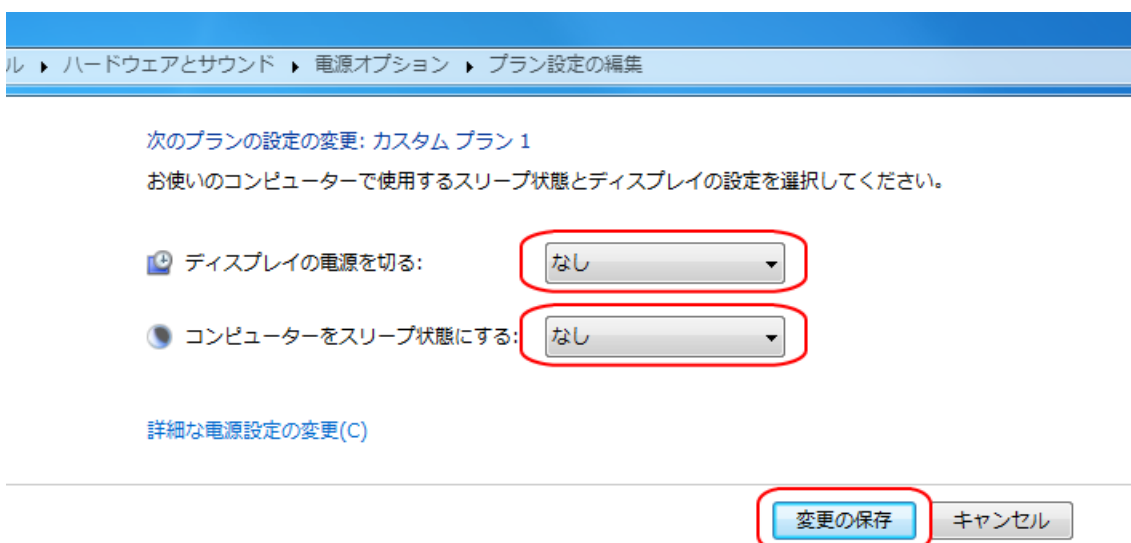 ル ▸ ハードウェアとサウンド ▸ 電源オプション ▸ プラン設定の編集
次のプランの設定の変更: カスタム プラン 1
お使いのコンピューターで使用するスリープ状態とディスプレイの設定を選択してください。
ディスプレイの電源を切る: なし
コンピューターをスリープ状態にする: なし
詳細な電源設定の変更(C)
変更の保存 キャンセル